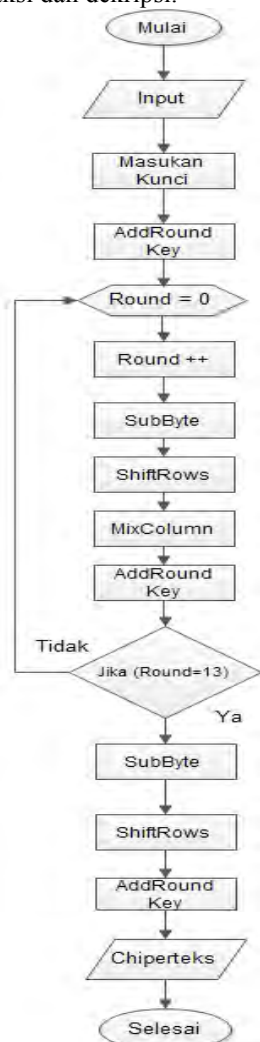 si dan dekripsi.
Mulai
Input
Masukan
Kunci
AddRound
Key
Round = 0
Round ++
SubByte
ShiftRows
MixColumn
AddRound
Key
Tidak
Jika (Round=13)
Ya
SubByte
ShiftRows
AddRound
Key
Chiperteks
Selesai